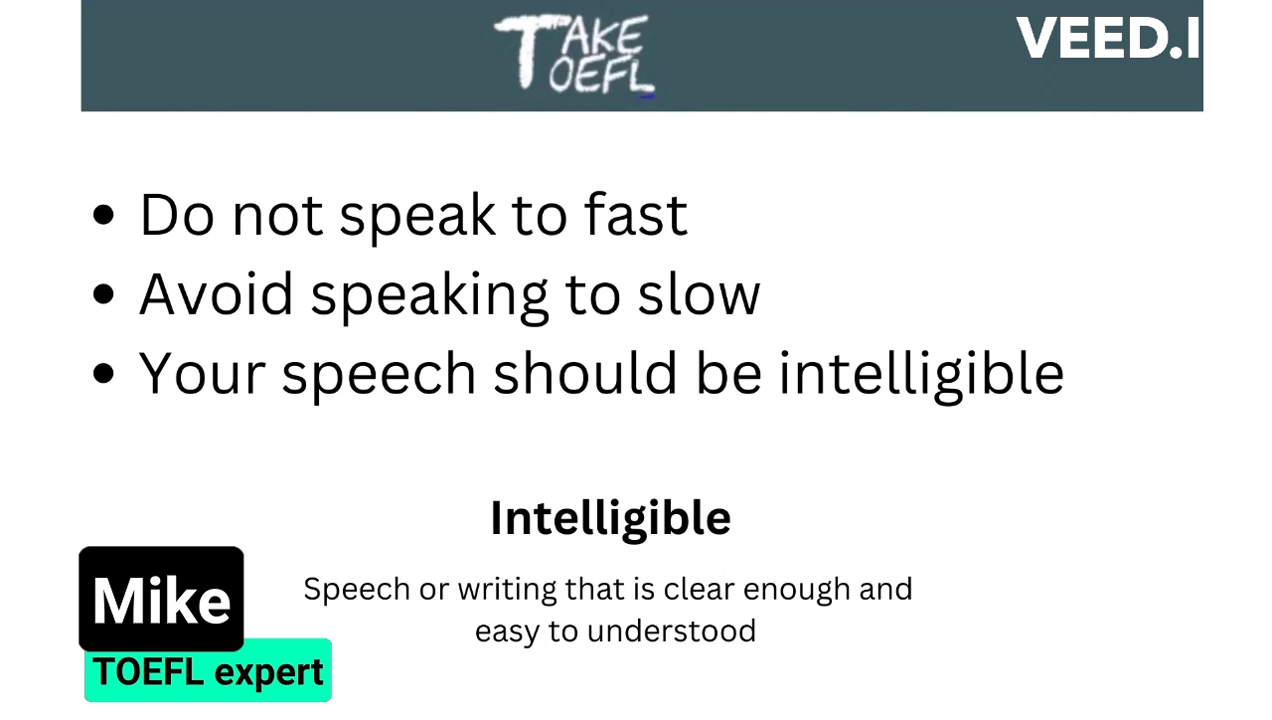 TAKE
TOEFL
VEED.I
• Do not speak to fast
• Avoid speaking to slow
• Your speech should be intelligible
Intelligible
Speech or writing that is clear enough and
easy to understood
Mike
TOEFL expert